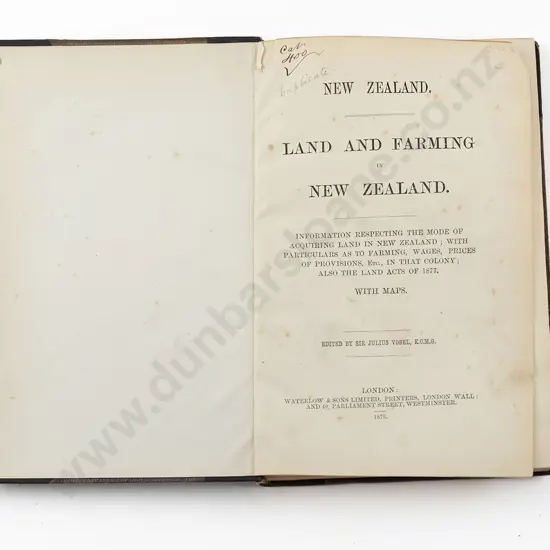 Cat.
duplicate
NEW ZEALAND.
LAND AND FARMING
IN
NEW ZEALAND.
INFORMATION RESPECTING THE MODE OF
ACQUIRING LAND IN NEW ZEALAND; WITH
PARTICULARS AS TO FARMING, WAGES, PRICES
OF PROVISIONS, ETC., IN THAT COLONY;
ALSO THE LAND ACTS OF 1877.
WITH MAPS.
EDITED BY SIR JULIUS VOGEL, K.C.M.G.
LONDON:
WATERLOW & SONS LIMITED, PRINTERS, LONDON WALL;
AND 49, PARLIAMENT STREET, WESTMINSTER.
www.dunbarsloane.co.nz